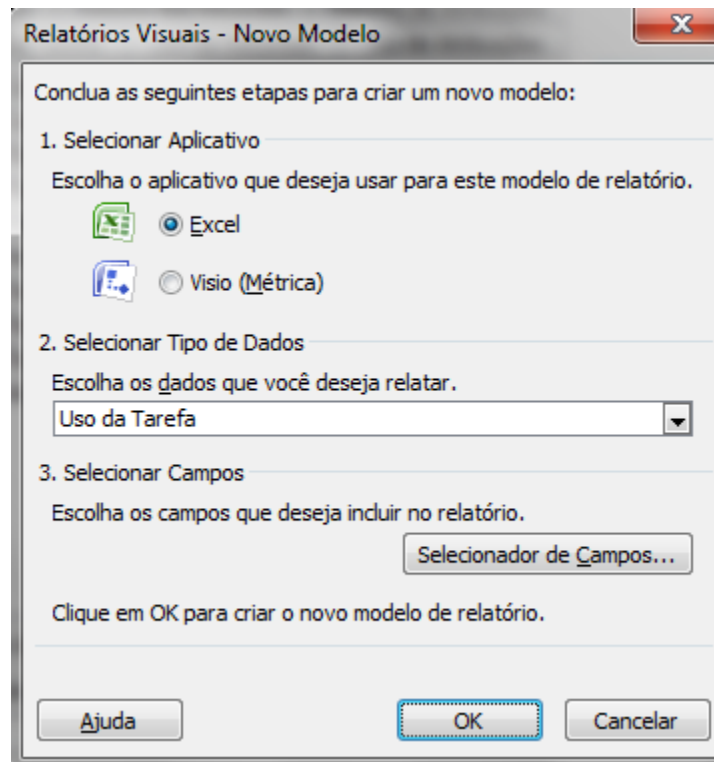 Relatórios Visuais - Novo Modelo
Conclua as seguintes etapas para criar um novo modelo:
1. Selecionar Aplicativo
Escolha o aplicativo que deseja usar para este modelo de relatório.
Excel
Visio (Métrica)
2. Selecionar Tipo de Dados
Escolha os dados que você deseja relatar.
Uso da Tarefa
3. Selecionar Campos
Escolha os campos que deseja incluir no relatório.
Selecionador de Campos...
Clique em OK para criar o novo modelo de relatório.
Ajuda OK Cancelar